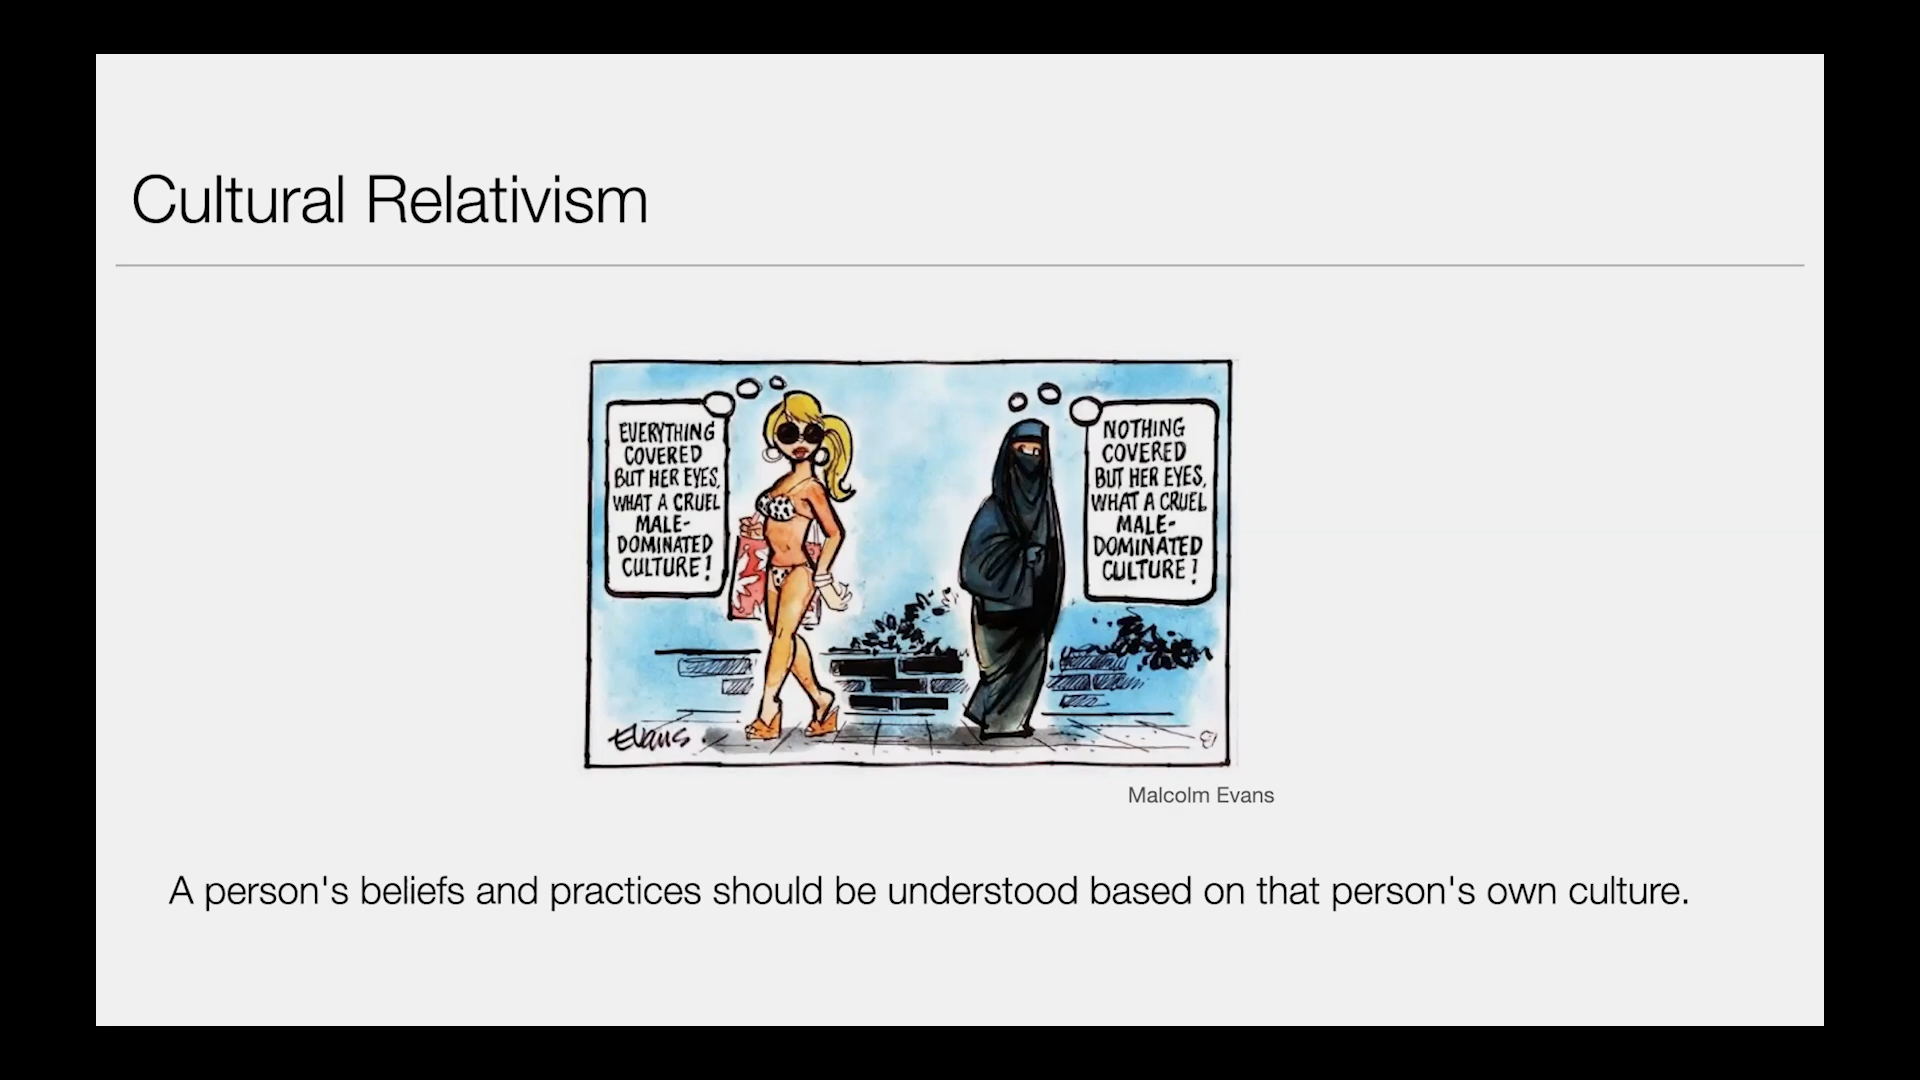 Cultural Relativism
EVERYTHING
COVERED
BUT HER EYES,
WHAT A CRUEL
MALE-
DOMINATED
CULTURE!
NOTHING
COVERED
BUT HER EYES,
WHAT A CRUEL
MALE-
DOMINATED
CULTURE!
Evans
Malcolm Evans
A person's beliefs and practices should be understood based on that person's own culture.